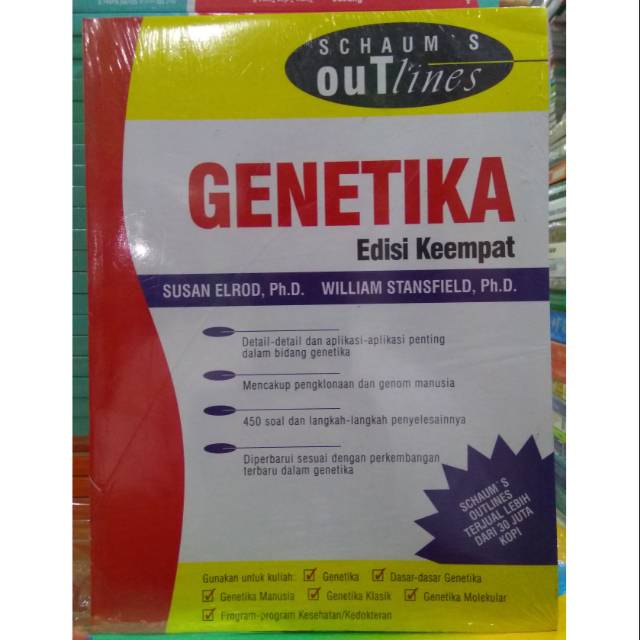 SCHAUM`S
ouTlines
GENETIKA
Edisi Keempat
SUSAN ELROD, Ph.D. WILLIAM STANSFIELD, Ph.D.
Detail-detail dan aplikasi-aplikasi penting
dalam bidang genetika
Mencakup pengklonaan dan genom manusia
450 soal dan langkah-langkah penyelesainnya
Diperbarui sesuai dengan perkembangan
terbaru dalam genetika
SCHAUM`S
OUTLINES
TERJUAL LEBIH
DARI 30 JUTA
KOPI
Gunakan untuk kuliah: Genetika Dasar-dasar Genetika
Genetika Manusia Genetika Klasik Genetika Molekular
Program-program Kesehatan/Kedokteran